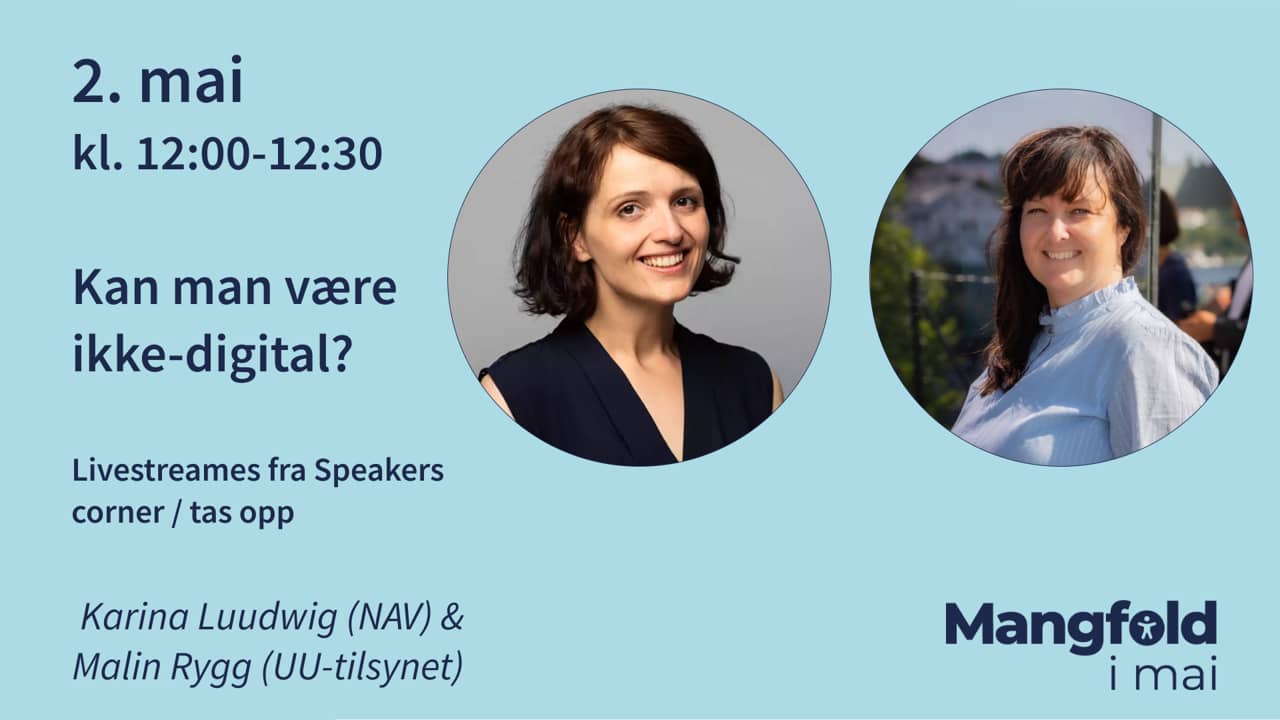 2. mai
kl. 12:00-12:30
Kan man være
ikke-digital?
Livestreames fra Speakers
corner / tas opp
Karina Luudwig (NAV) &
Malin Rygg (UU-tilsynet)
Mangfold
i mai